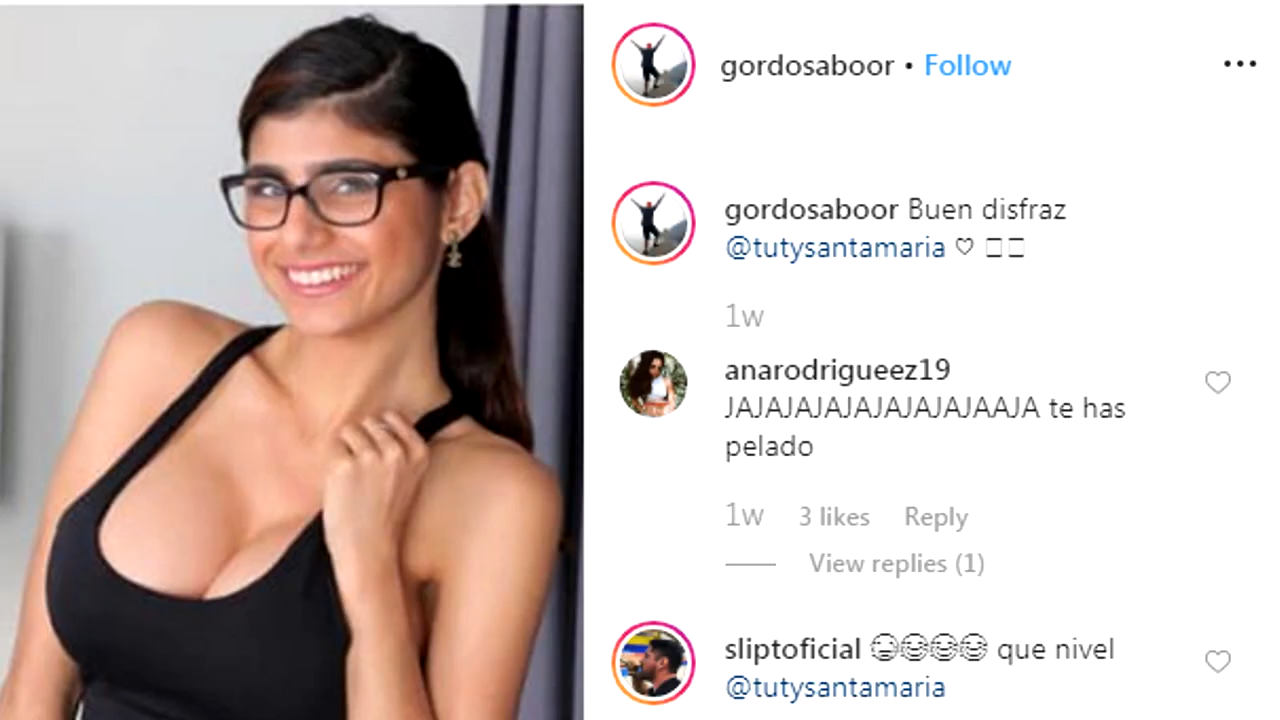 gordosaboor • Follow
gordosaboor Buen disfraz
@tutysantamaria ♡ □□
1w
anarodrigueez19
JAJAJAJAJAJAJAJAJAAJA te has
pelado
1w 3 likes Reply
View replies (1)
sliptoficial 😂😂😂😂 que nivel
@tutysantamaria